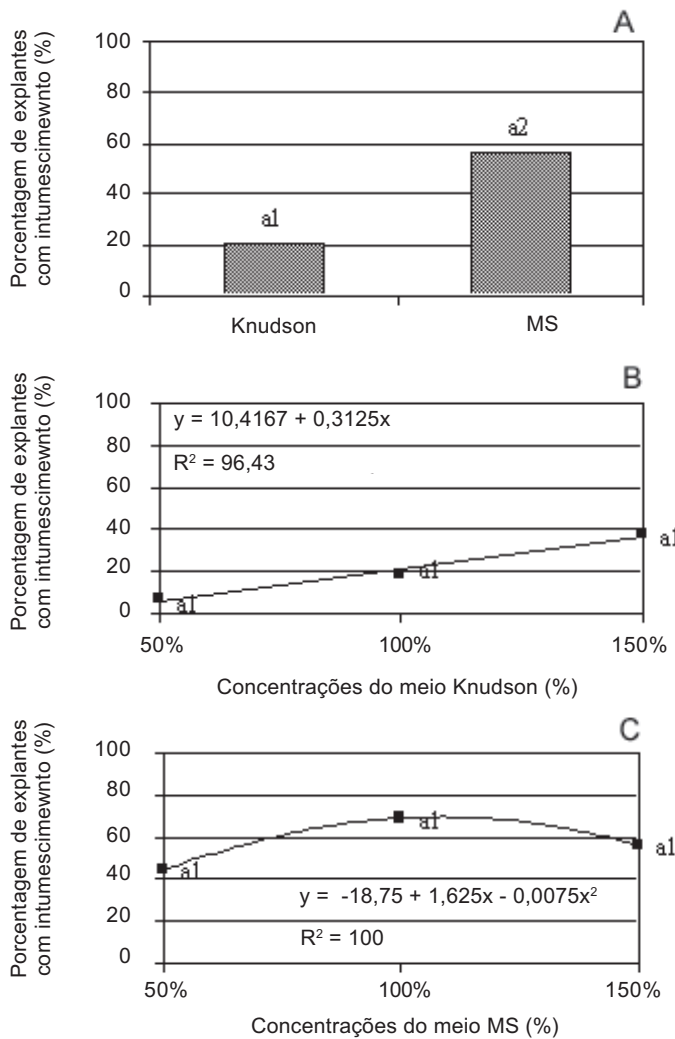 A
Porcentagem de explantes
com intumescimewnto (%)
100
80
60
40
20
0
a1
a2
Knudson
MS
B
Porcentagem de explantes
com intumescimewnto (%)
100
80
60
40
20
0
y = 10,4167 + 0,3125x
R² = 96,43
a1
a1
a1
50%
100%
150%
Concentrações do meio Knudson (%)
C
Porcentagem de explantes
com intumescimewnto (%)
100
80
60
40
20
0
a1
a1
a1
y = -18,75 + 1,625x - 0,0075x²
R² = 100
50%
100%
150%
Concentrações do meio MS (%)